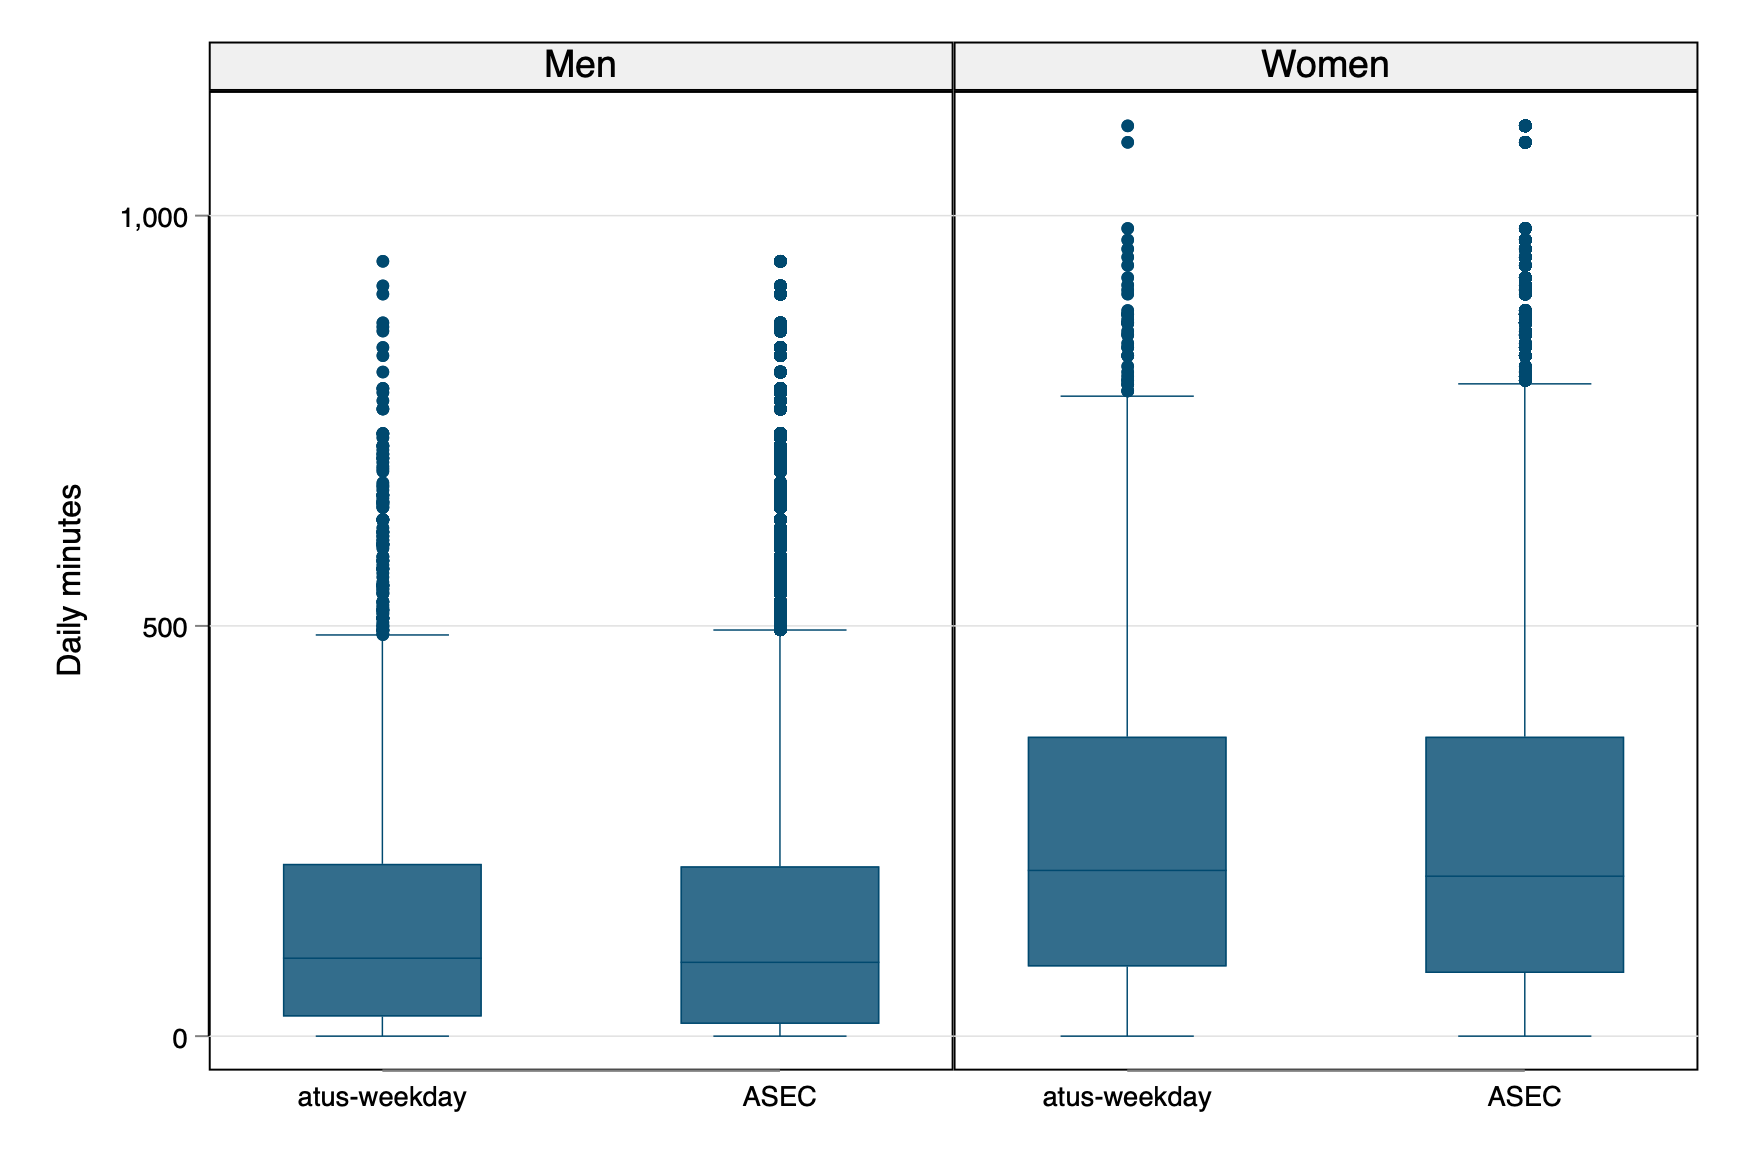 Men
Women
Daily minutes
1,000
500
0
atus-weekday
ASEC
atus-weekday
ASEC